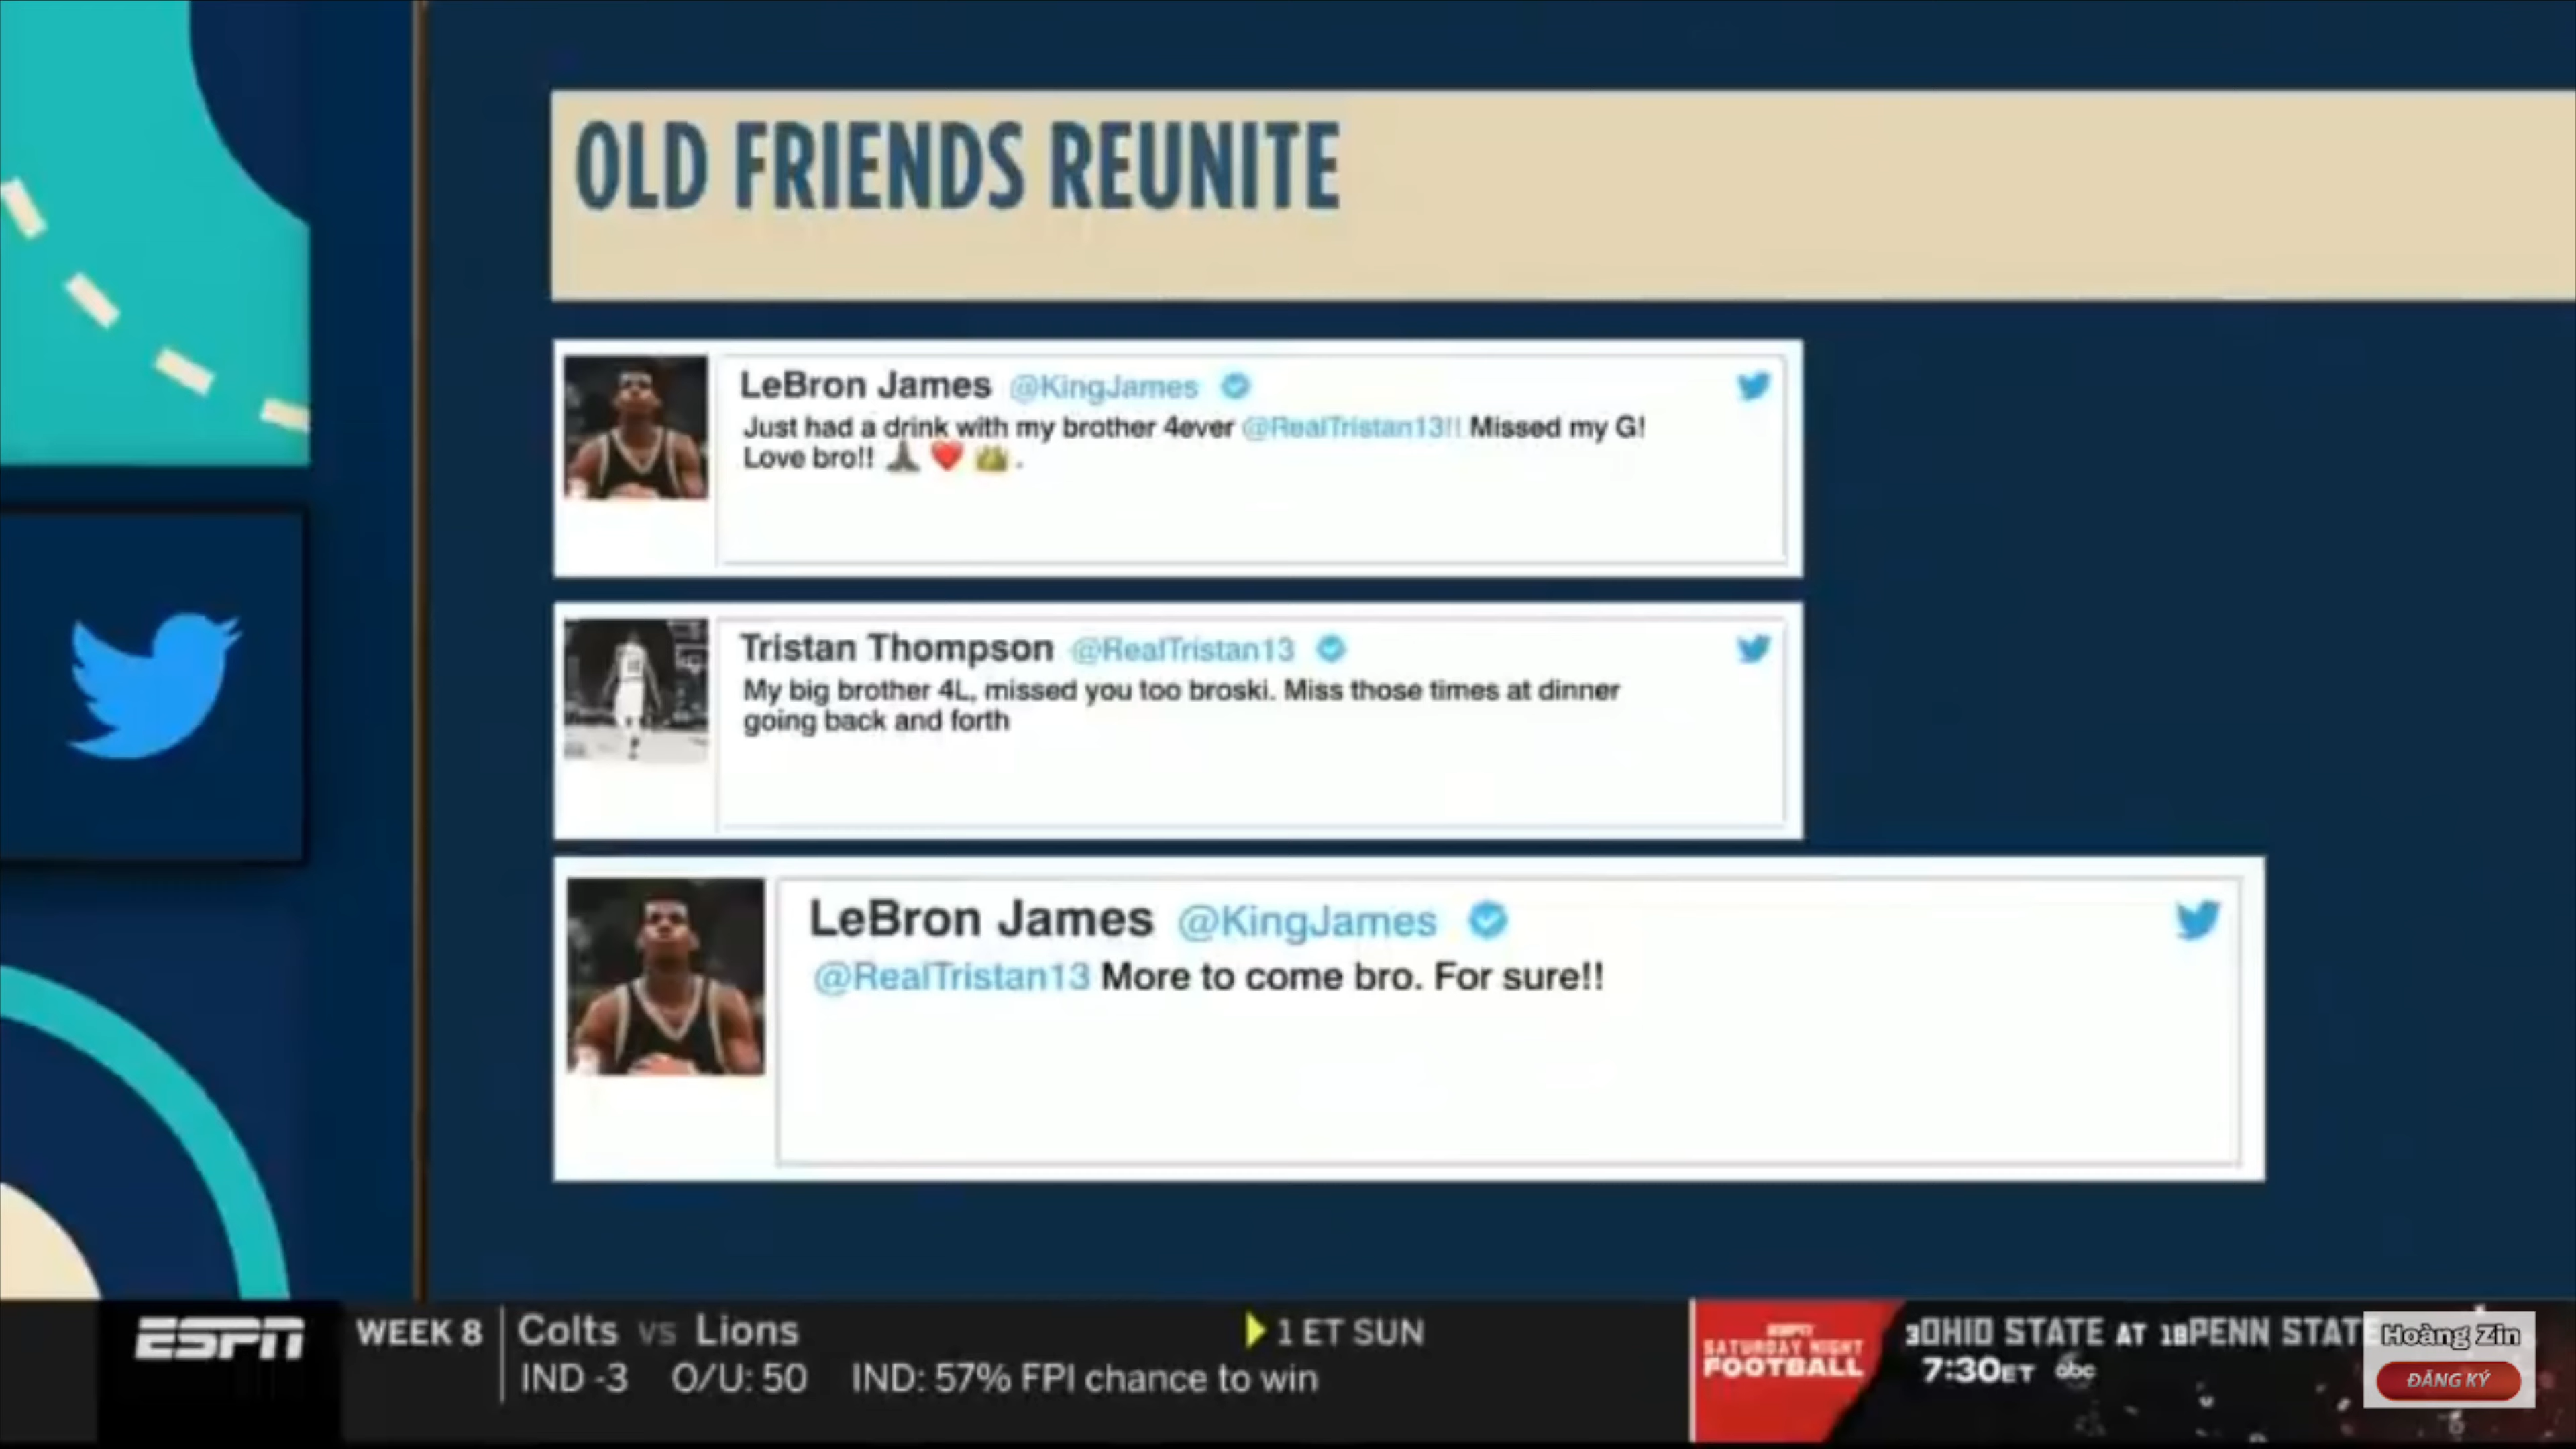 OLD FRIENDS REUNITE
LeBron James @KingJames
Just had a drink with my brother 4ever @RealTristan13!! Missed my G!
Love bro!! 🙏🏾 ❤️ 👑 .
Tristan Thompson @RealTristan13
My big brother 4L, missed you too broski. Miss those times at dinner
going back and forth
LeBron James @KingJames
@RealTristan13 More to come bro. For sure!!
ESPN
WEEK 8
Colts vs Lions
1 ET SUN
IND -3 O/U: 50 IND: 57% FPI chance to win
ESPN
SATURDAY NIGHT
FOOTBALL
3OHIO STATE AT 18PENN STATE
7:30ET abc
Hoàng Zin
ĐĂNG KÝ